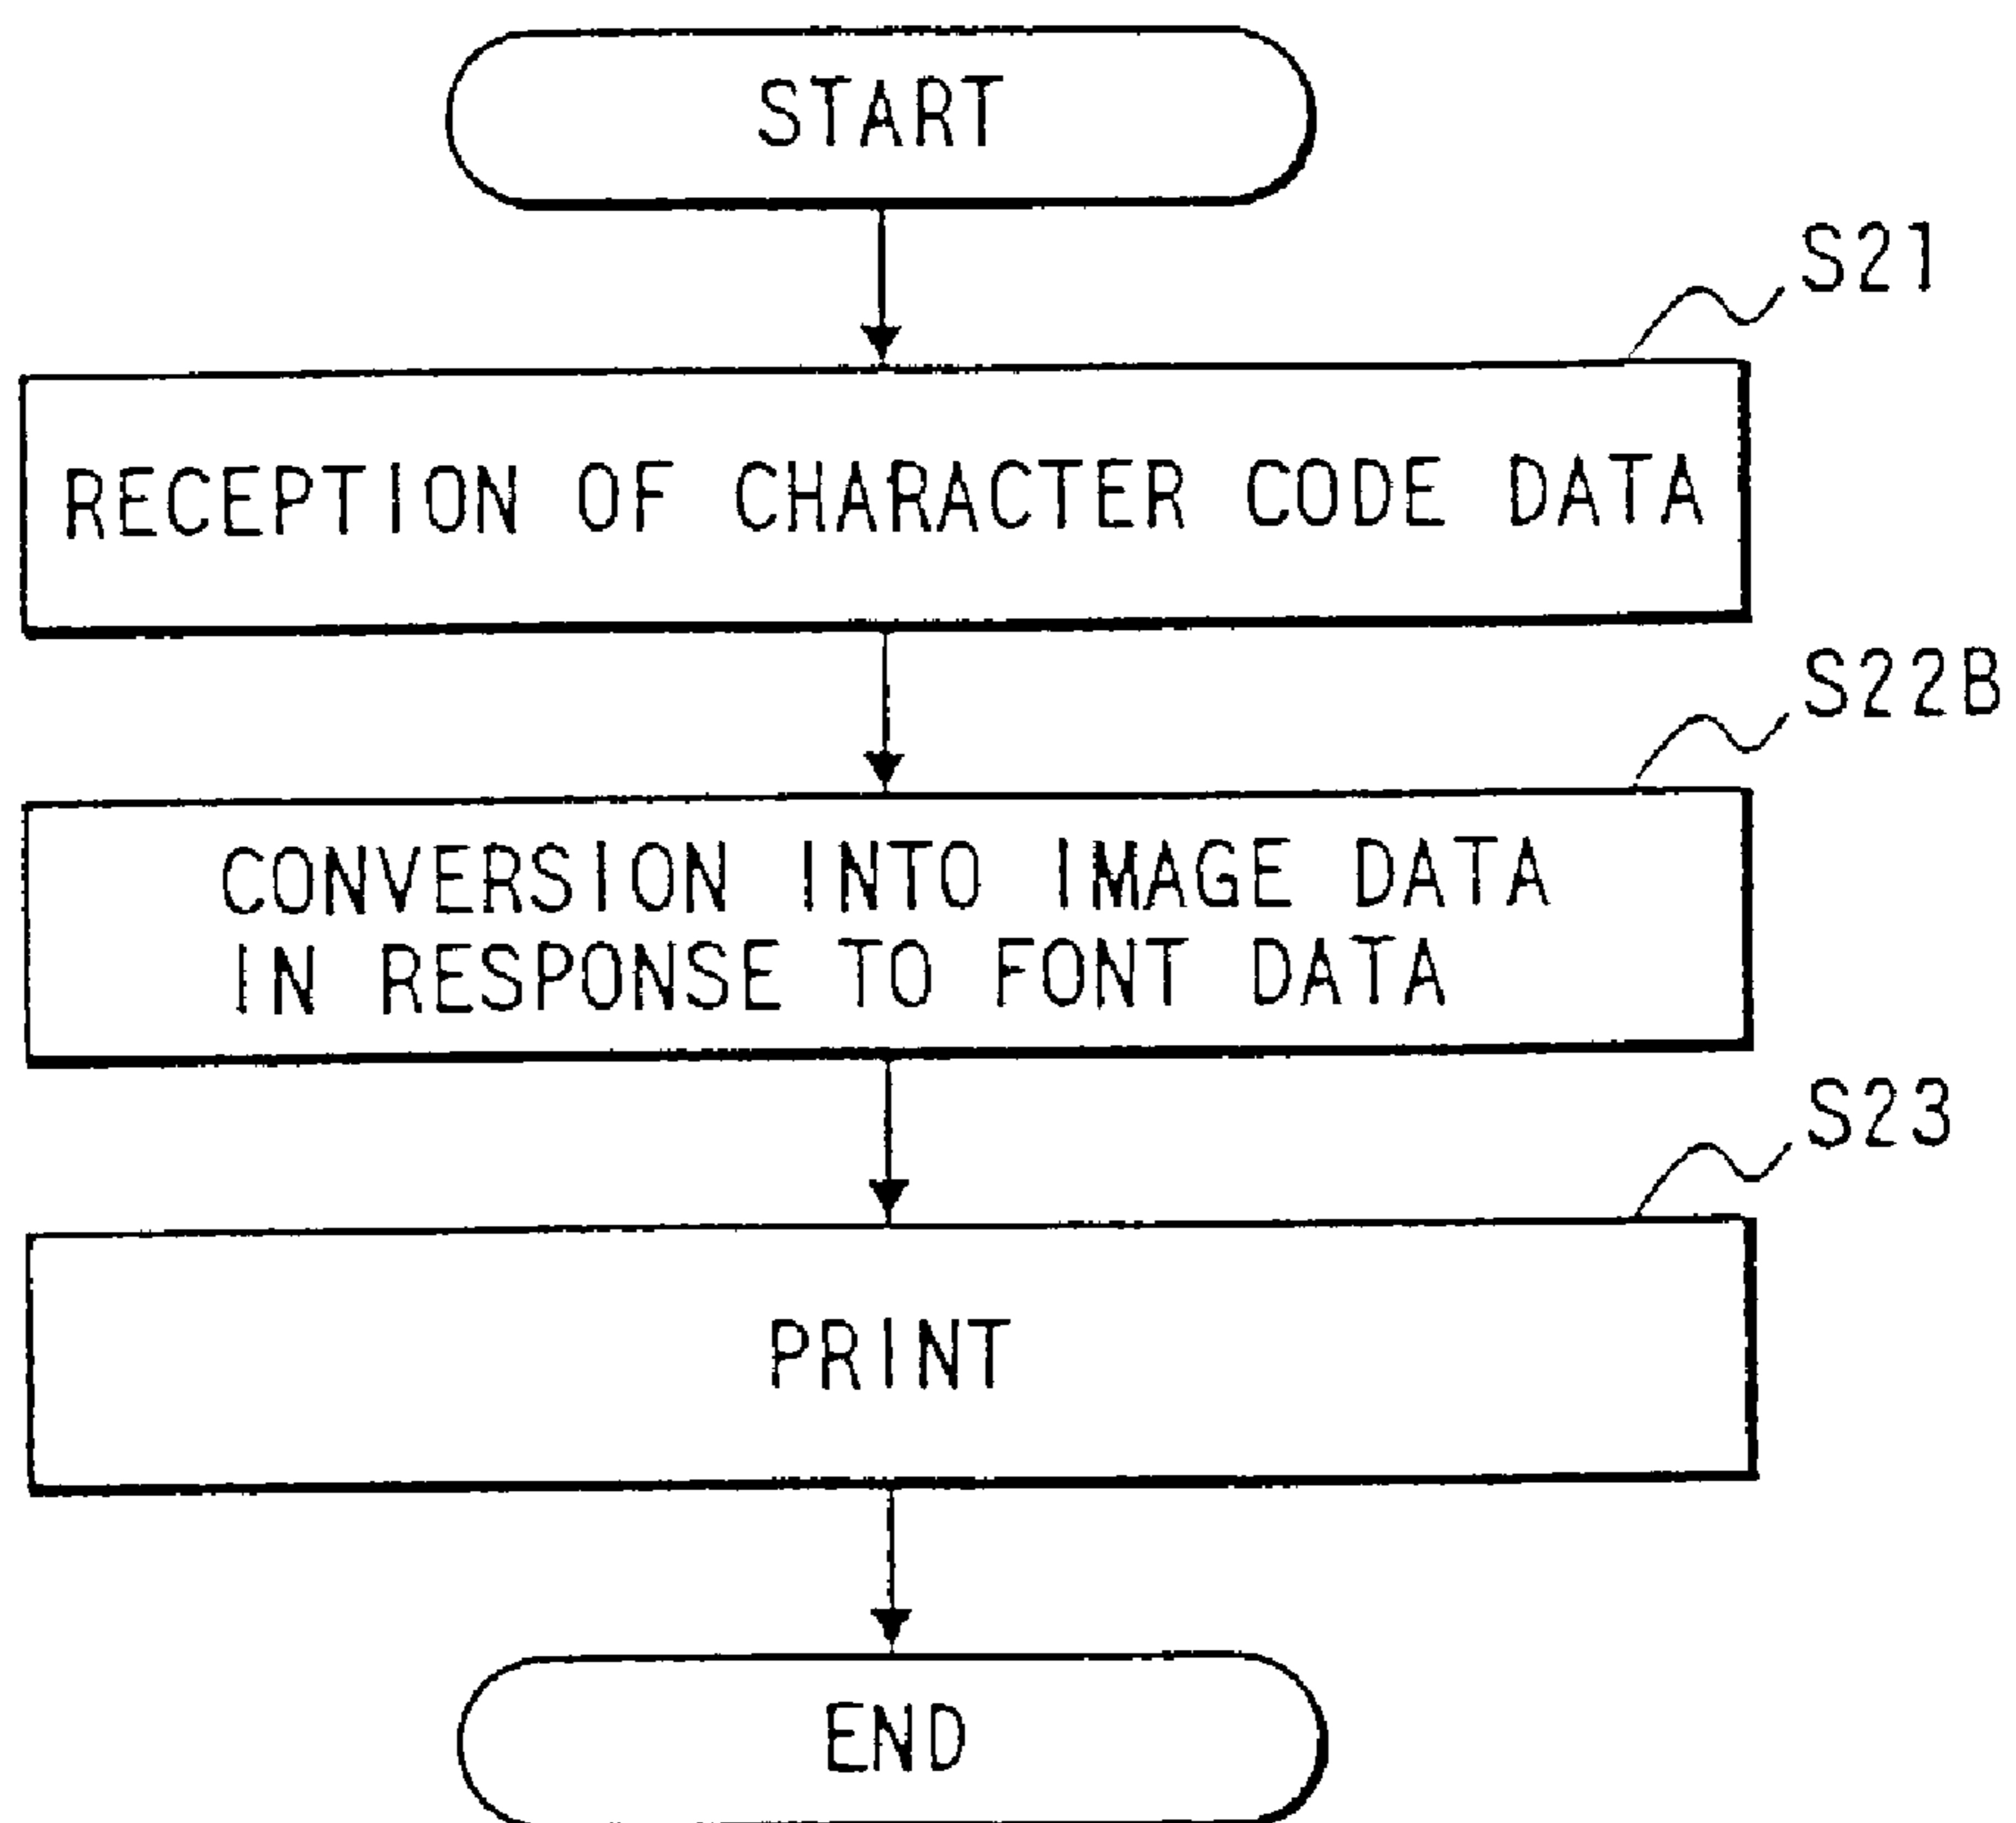 START
S21
RECEPTION OF CHARACTER CODE DATA
S22B
CONVERSION INTO IMAGE DATA
IN RESPONSE TO FONT DATA
S23
PRINT
END